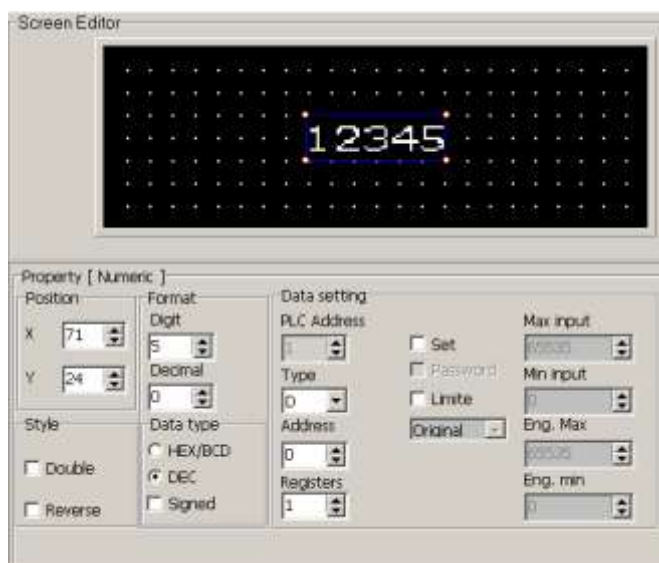 Screen Editor
12345
Property [ Numeric ]
Position
X 71
Y 24
Format
Digit
5
Decimal
0
Style
Double
Reverse
Data type
HEX/BCD
DEC
Signed
Data setting
PLC Address
1
Type
D
Address
0
Registers
1
Set
Password
Limite
Original
Max input
65535
Min input
0
Eng. Max
65535
Eng. min
0